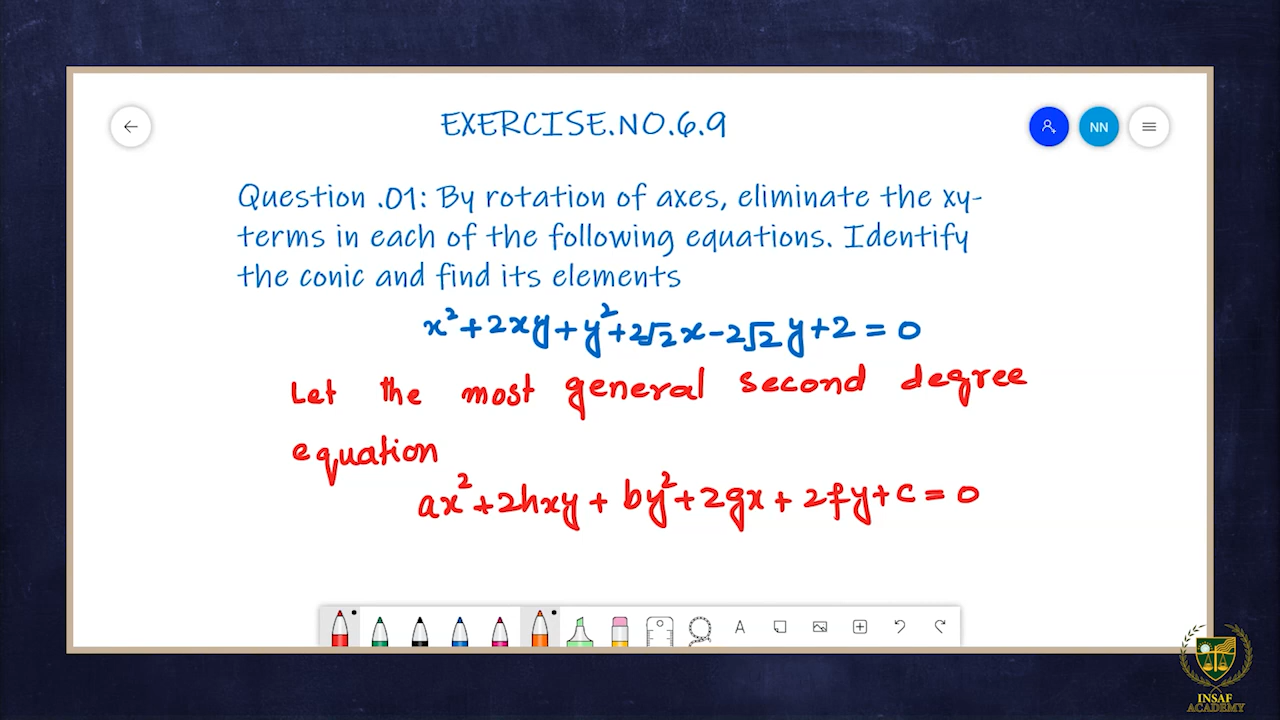 EXERCISE.NO.6.9
NN
Question .01: By rotation of axes, eliminate the xy-
terms in each of the following equations. Identify
the conic and find its elements
x² + 2xy + y² + 2√2x - 2√2y + 2 = 0
Let the most general second degree
equation
ax² + 2hxy + by² + 2gx + 2fy + c = 0
A
INSAF
ACADEMY